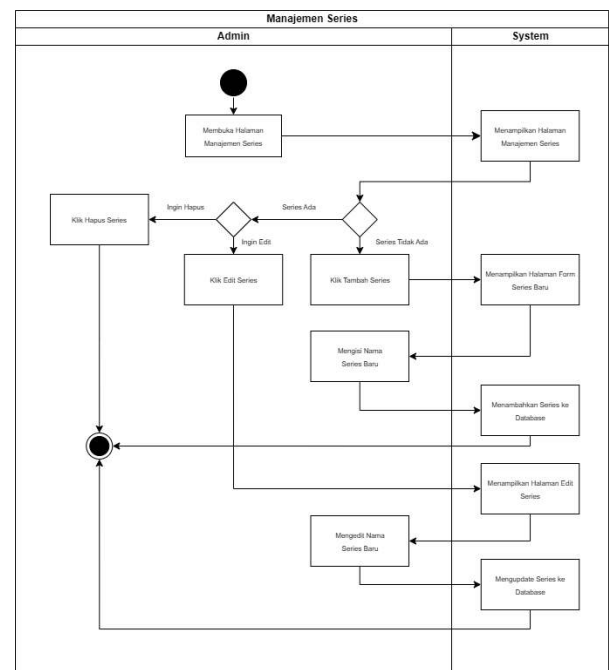 Manajemen Series
Admin
System
Membuka Halaman
Manajemen Series
Menampilkan Halaman
Manajemen Series
Ingin Hapus
Series Ada
Klik Hapus Series
Ingin Edit
Series Tidak Ada
Klik Edit Series
Klik Tambah Series
Menampilkan Halaman Form
Series Baru
Mengisi Nama
Series Baru
Menambahkan Series ke
Database
Menampilkan Halaman Edit
Series
Mengedit Nama
Series Baru
Mengupdate Series ke
Database